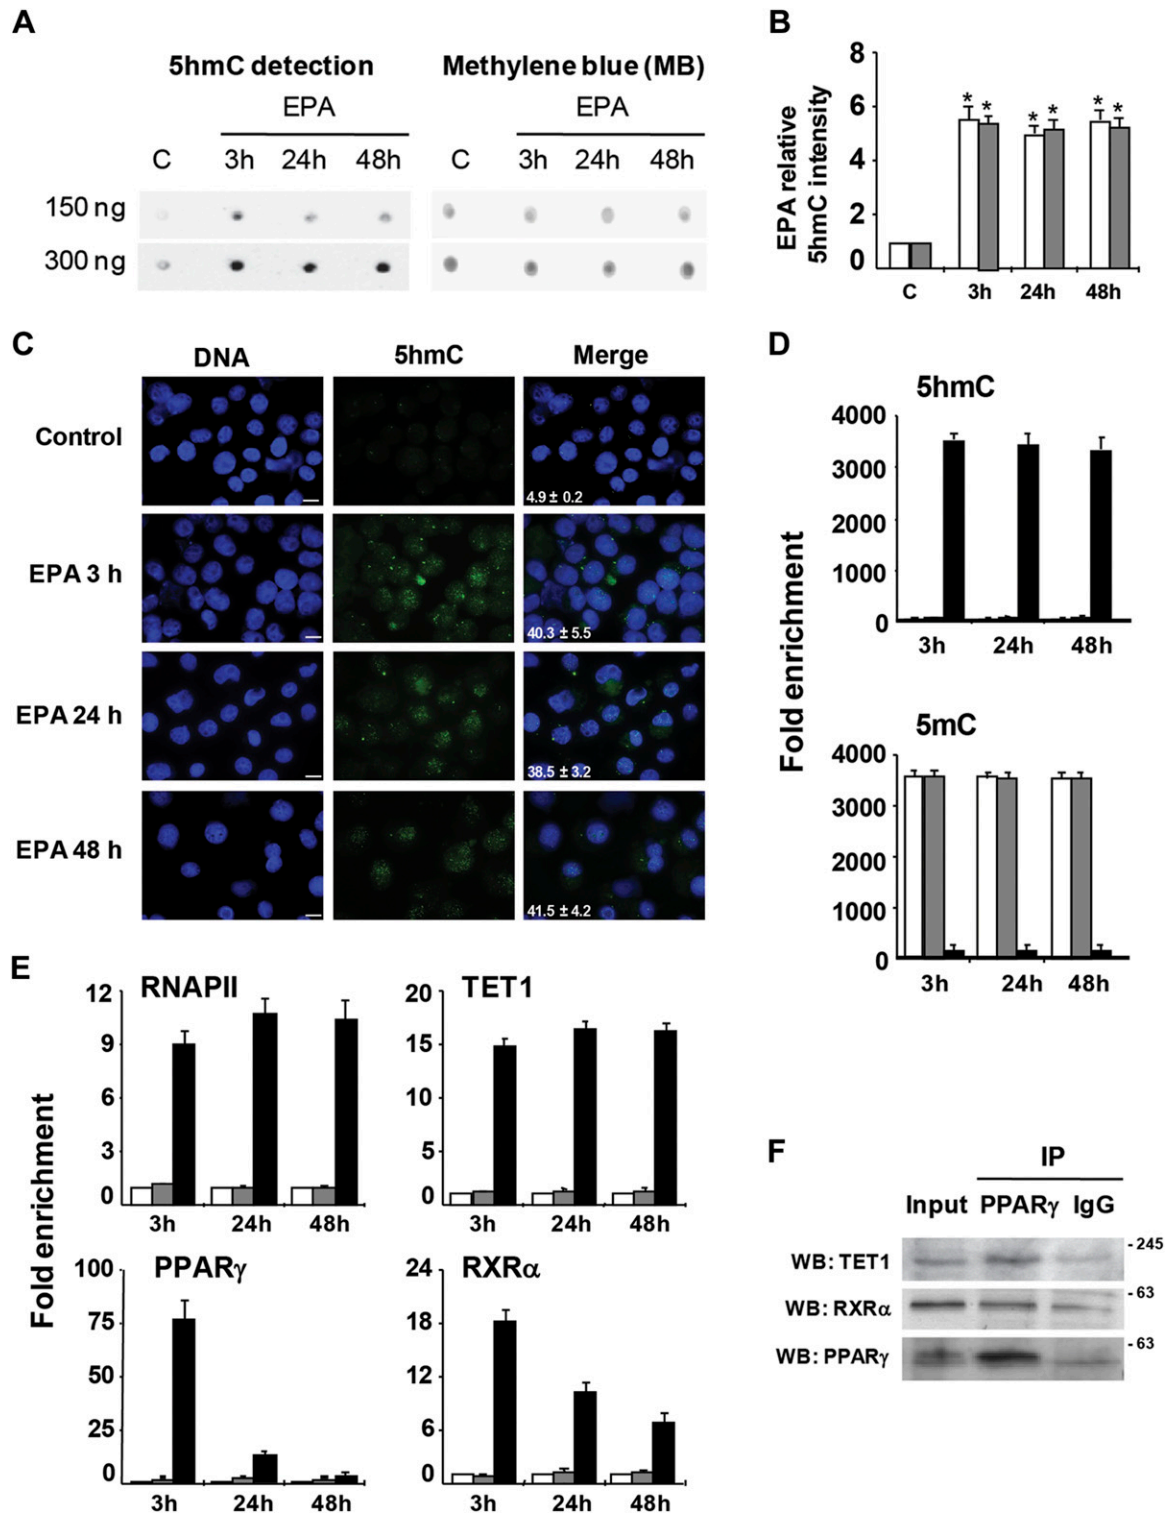 A
5hmC detection
Methylene blue (MB)
EPA
EPA
C 3h 24h 48h
C 3h 24h 48h
150 ng
300 ng
B
EPA relative
5hmC intensity
8
6
4
2
0
* * * * * *
C 3h 24h 48h
C
DNA 5hmC Merge
Control
4.9 ± 0.2
EPA 3 h
40.3 ± 5.5
EPA 24 h
38.5 ± 3.2
EPA 48 h
41.5 ± 4.2
D
Fold enrichment
5hmC
4000
3000
2000
1000
0
3h 24h 48h
5mC
4000
3000
2000
1000
0
3h 24h 48h
E
Fold enrichment
RNAPII
12
9
6
3
0
3h 24h 48h
TET1
20
15
10
5
0
3h 24h 48h
PPARγ
100
75
50
25
0
3h 24h 48h
RXRα
24
18
12
6
0
3h 24h 48h
F
IP
Input PPARγ IgG
WB: TET1
- 245
WB: RXRα
- 63
WB: PPARγ
- 63